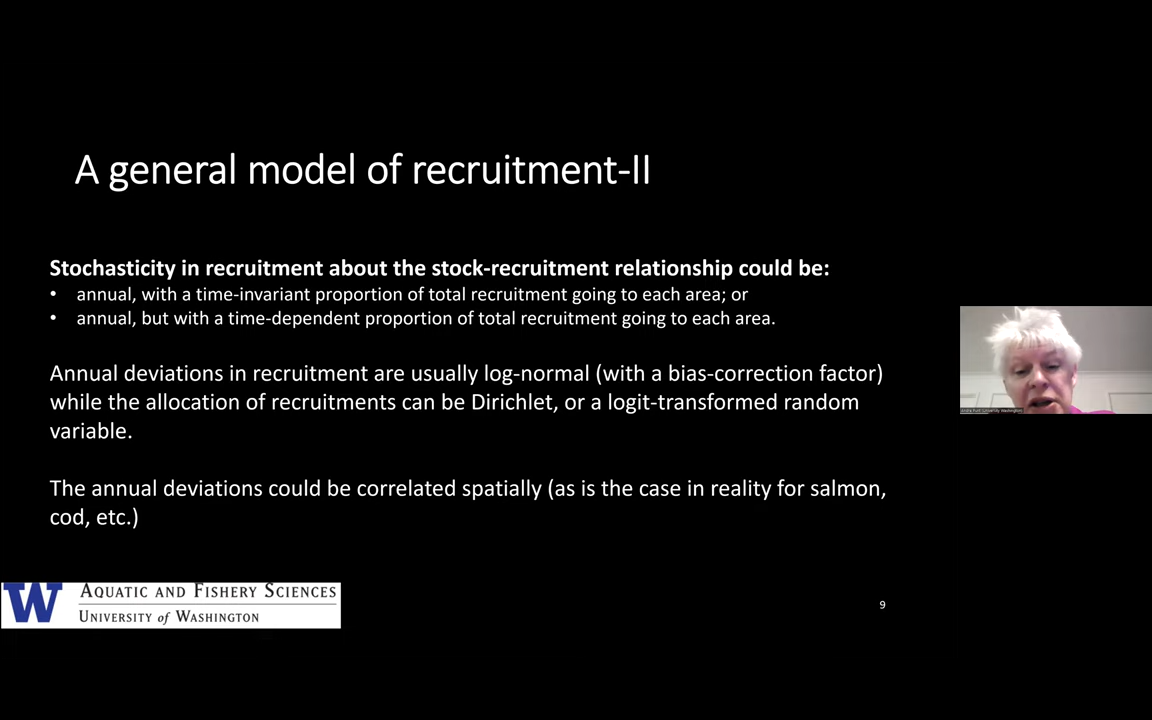 A general model of recruitment-II
Stochasticity in recruitment about the stock-recruitment relationship could be:
• annual, with a time-invariant proportion of total recruitment going to each area; or
• annual, but with a time-dependent proportion of total recruitment going to each area.
Annual deviations in recruitment are usually log-normal (with a bias-correction factor)
while the allocation of recruitments can be Dirichlet, or a logit-transformed random
variable.
The annual deviations could be correlated spatially (as is the case in reality for salmon,
cod, etc.)
W
AQUATIC AND FISHERY SCIENCES
UNIVERSITY of WASHINGTON
9